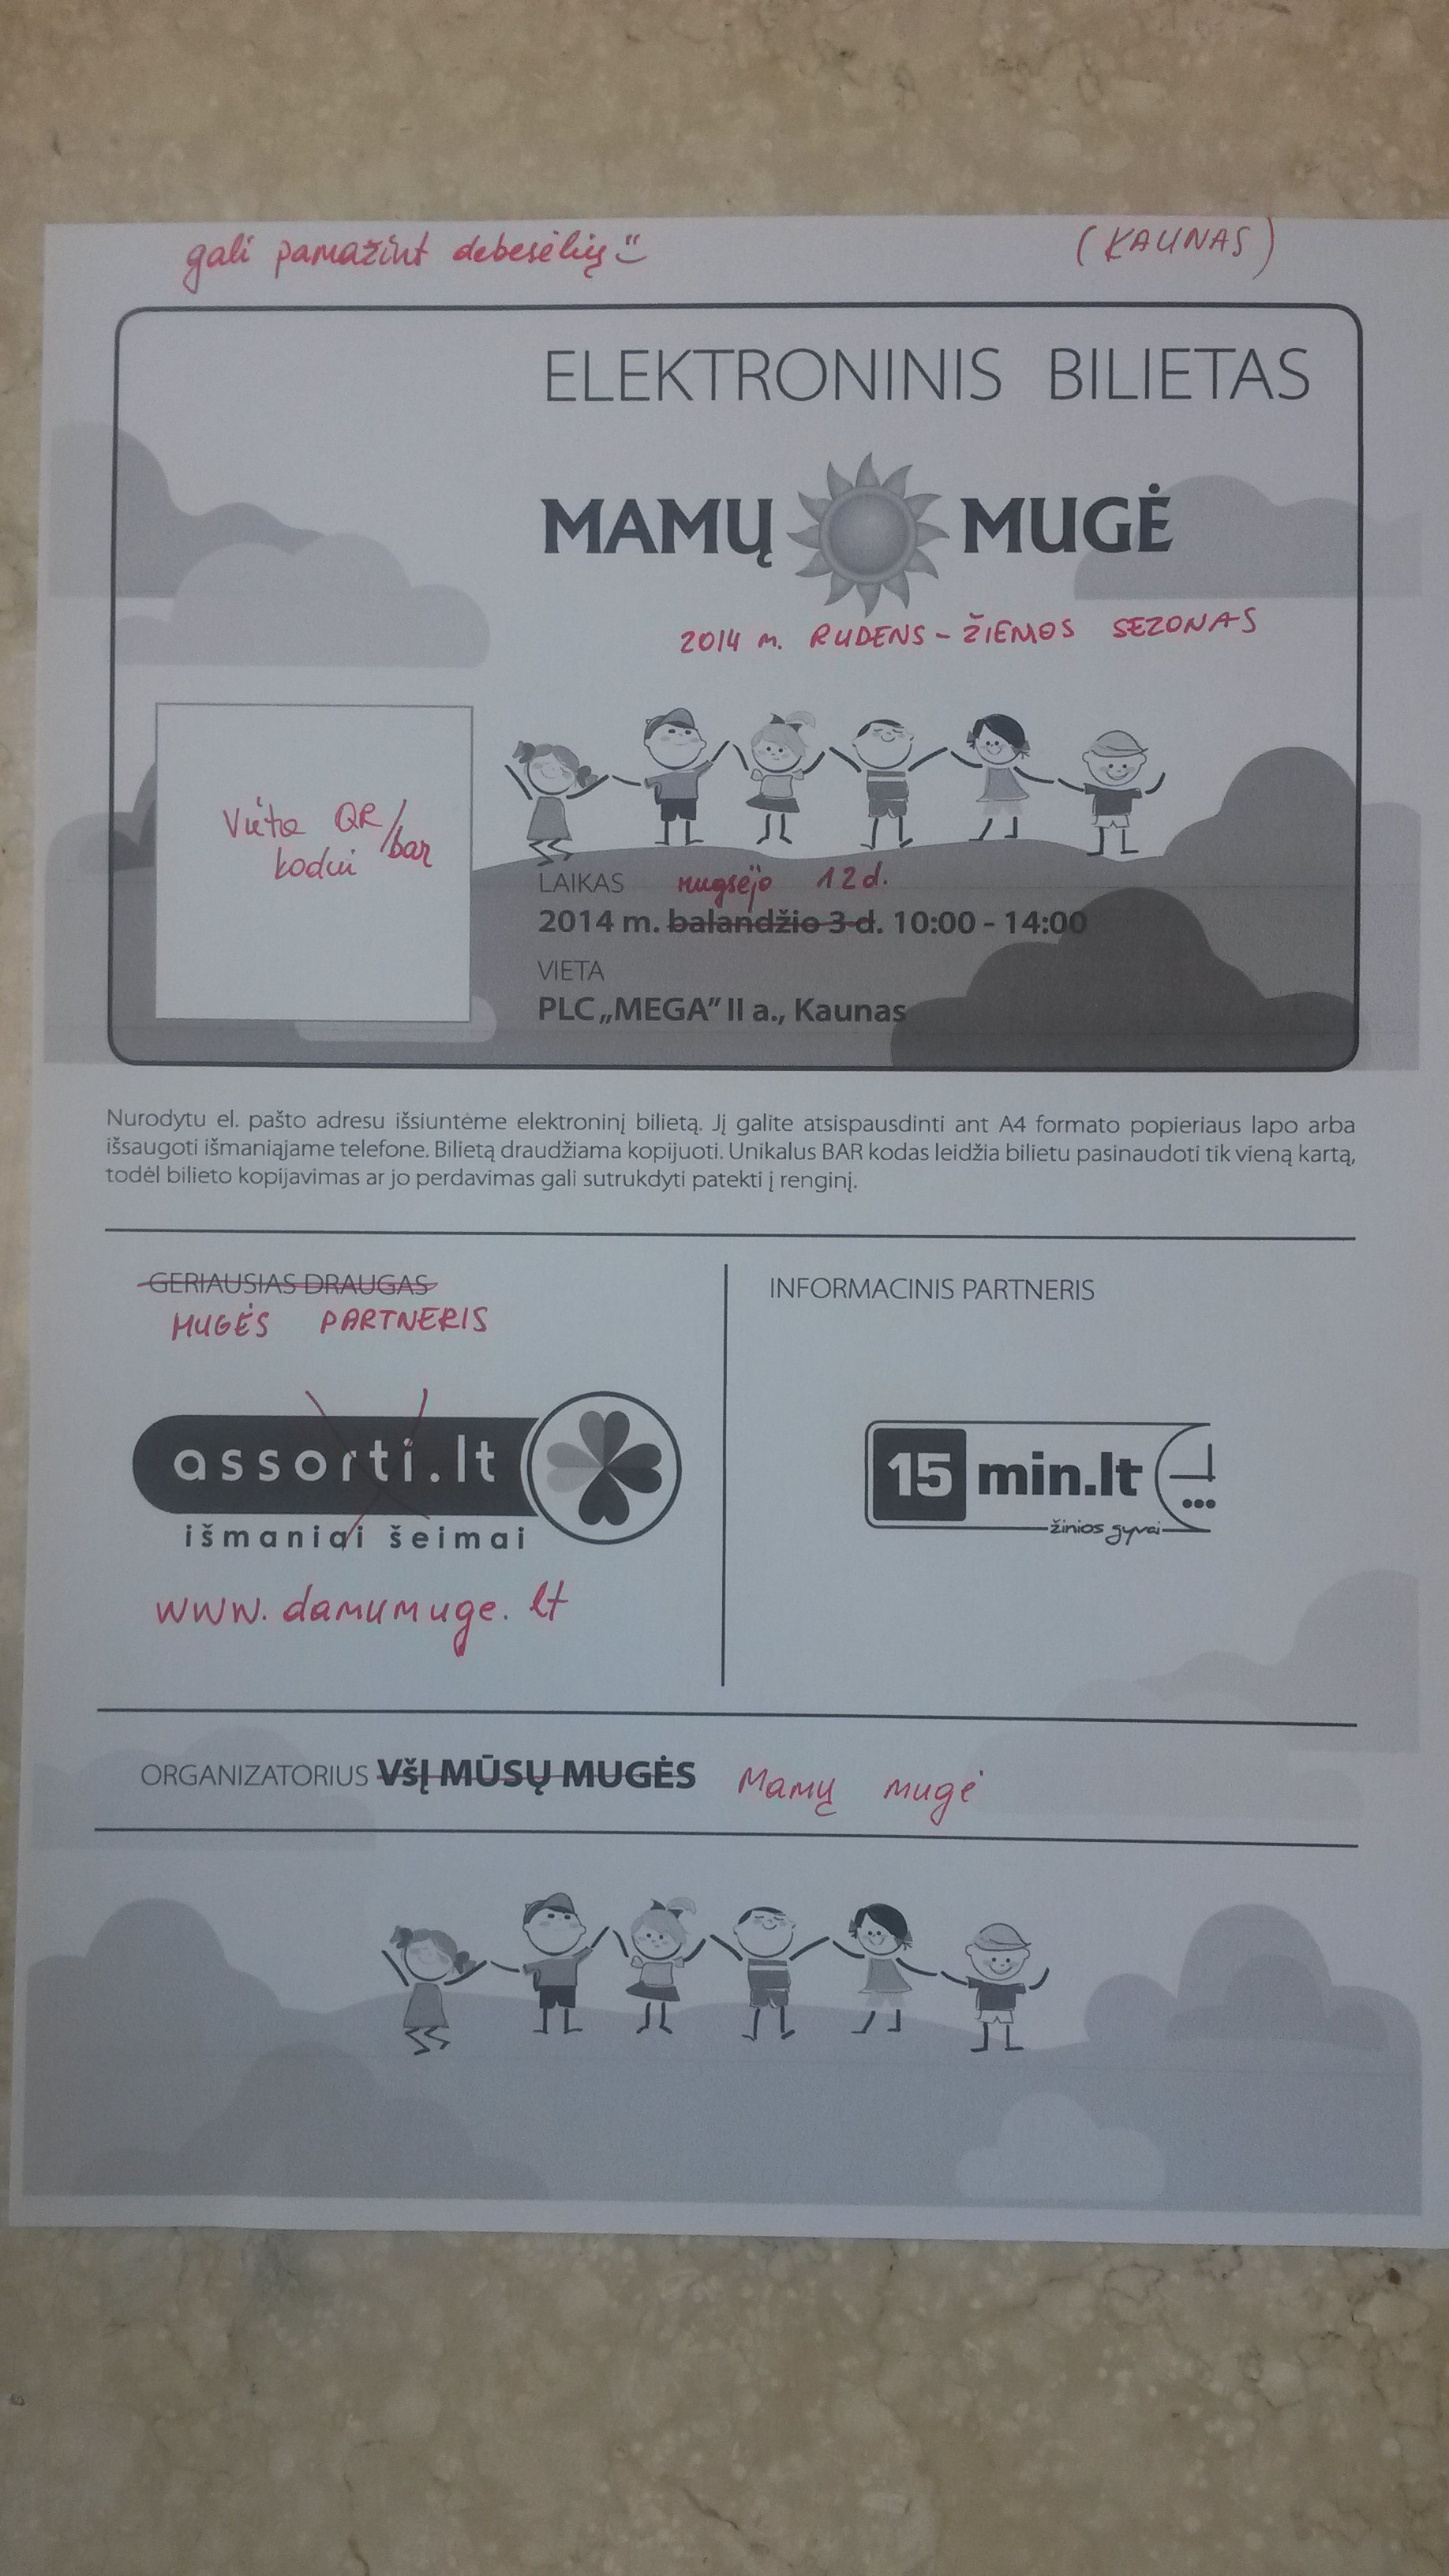 gali pamažint debesėlių
(KAUNAS)
ELEKTRONINIS BILIETAS
MAMŲ MUGĖ
2014 m. RUDENS - ŽIEMOS SEZONAS
Vieta QR/bar
kodui
LAIKAS rugsėjo 12 d.
2014 m. balandžio 3 d. 10:00 - 14:00
VIETA
PLC „MEGA” II a., Kaunas
Nurodytu el. pašto adresu išsiuntėme elektroninį bilietą. Jį galite atsispausdinti ant A4 formato popieriaus lapo arba
išsaugoti išmaniąjame telefone. Bilietą draudžiama kopijuoti. Unikalus BAR kodas leidžia bilietu pasinaudoti tik vieną kartą,
todėl bilieto kopijavimas ar jo perdavimas gali sutrukdyti patekti į renginį.
GERIAUSIAS DRAUGAS
MUGĖS PARTNERIS
assorti.lt
išmaniai šeimai
www.damumuge.lt
INFORMACINIS PARTNERIS
15 min.lt
žinios gyvai
ORGANIZATORIUS VšĮ MŪSŲ MUGĖS Mamų mugė